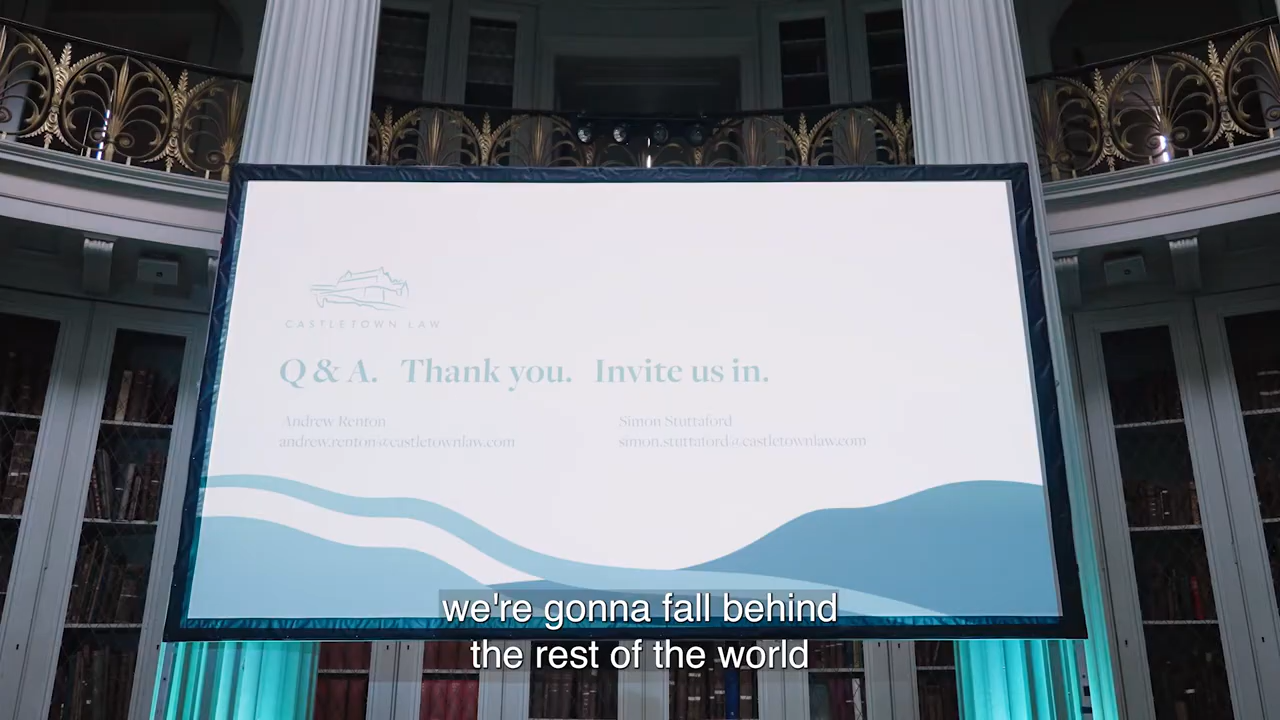 CASTLETOWN LAW
Q & A. Thank you. Invite us in.
Andrew Renton
andrew.renton@castletownlaw.com
Simon Stuttaford
simon.stuttaford@castletownlaw.com
we're gonna fall behind
the rest of the world